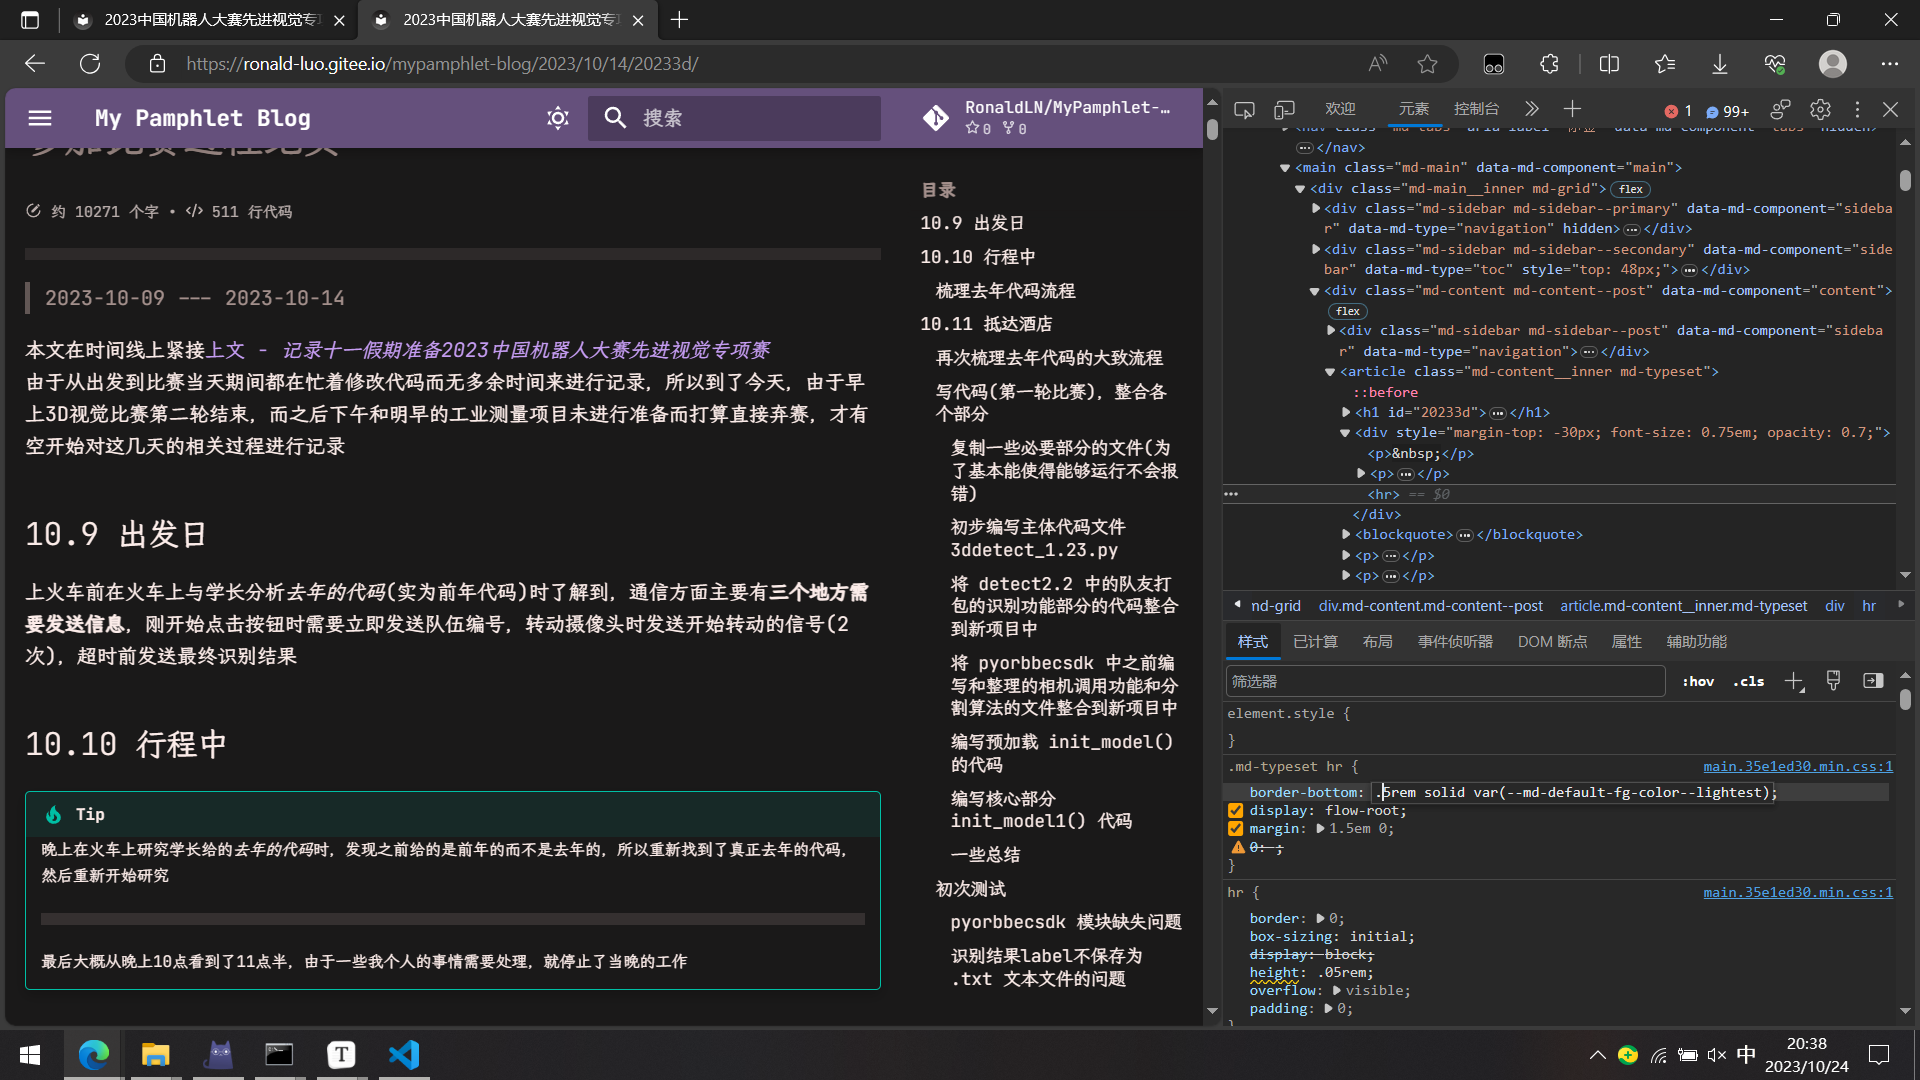 2023中国机器人大赛先进视觉专项
2023中国机器人大赛先进视觉专项
https://ronald-luo.gitee.io/mypamphlet-blog/2023/10/14/20233d/
My Pamphlet Blog
搜索
RonaldLN/MyPamphlet-…
0 0
约 10271 个字 • 511 行代码
2023-10-09 --- 2023-10-14
本文在时间线上紧接上文 - 记录十一假期准备2023中国机器人大赛先进视觉专项赛
由于从出发到比赛当天期间都在忙着修改代码而无多余时间来进行记录，所以到了今天，由于早
上3D视觉比赛第二轮结束，而之后下午和明早的工业测量项目未进行准备而打算直接弃赛，才有
空开始对这几天的相关过程进行记录
10.9 出发日
上火车前在火车上与学长分析去年的代码(实为前年代码)时了解到，通信方面主要有三个地方需
要发送信息，刚开始点击按钮时需要立即发送队伍编号，转动摄像头时发送开始转动的信号(2
次)，超时前发送最终识别结果
10.10 行程中
Tip
晚上在火车上研究学长给的去年的代码时，发现之前给的是前年的而不是去年的，所以重新找到了真正去年的代码，
然后重新开始研究
最后大概从晚上10点看到了11点半，由于一些我个人的事情需要处理，就停止了当晚的工作
目录
10.9 出发日
10.10 行程中
梳理去年代码流程
10.11 抵达酒店
再次梳理去年代码的大致流程
写代码(第一轮比赛)，整合各
个部分
复制一些必要部分的文件(为
了基本能使得能够运行不会报
错)
初步编写主体代码文件
3ddetect_1.23.py
将 detect2.2 中的队友打
包的识别功能部分的代码整合
到新项目中
将 pyorbbecsdk 中之前编
写和整理的相机调用功能和分
割算法的文件整合到新项目中
编写预加载 init_model()
的代码
编写核心部分
init_model1() 代码
一些总结
初次测试
pyorbbecsdk 模块缺失问题
识别结果label不保存为
.txt 文本文件的问题
欢迎 元素 控制台 1 99+
</nav>
<main class="md-main" data-md-component="main">
<div class="md-main__inner md-grid"> flex
<div class="md-sidebar md-sidebar--primary" data-md-component="sideba
r" data-md-type="navigation" hidden>…</div>
<div class="md-sidebar md-sidebar--secondary" data-md-component="side
bar" data-md-type="toc" style="top: 48px;">…</div>
<div class="md-content md-content--post" data-md-component="content">
flex
<div class="md-sidebar md-sidebar--post" data-md-component="sideba
r" data-md-type="navigation">…</div>
<article class="md-content__inner md-typeset">
::before
<h1 id="20233d">…</h1>
<div style="margin-top: -30px; font-size: 0.75em; opacity: 0.7;">
<p>&nbsp;</p>
<p>…</p>
<hr> == $0
</div>
<blockquote>…</blockquote>
<p>…</p>
<p>…</p>
nd-grid div.md-content.md-content--post article.md-content__inner.md-typeset div hr
样式 已计算 布局 事件侦听器 DOM 断点 属性 辅助功能
筛选器 :hov .cls
element.style {
}
.md-typeset hr { main.35e1ed30.min.css:1
border-bottom: .5rem solid var(--md-default-fg-color--lightest);
display: flow-root;
margin: 1.5em 0;
0: ;
}
hr { main.35e1ed30.min.css:1
border: 0;
box-sizing: initial;
display: block;
height: .05rem;
overflow: visible;
padding: 0;
中
20:38
2023/10/24